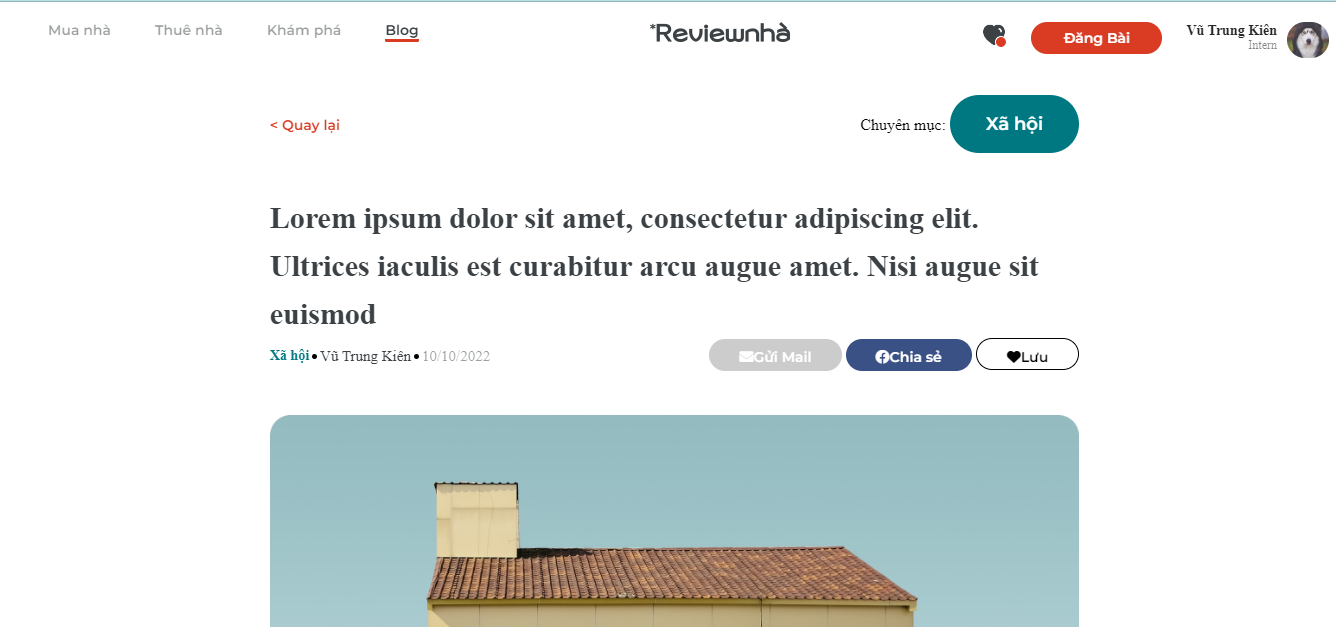 Mua nhà Thuê nhà Khám phá Blog *Reviewnhà Đăng Bài Vũ Trung Kiên
Intern
< Quay lại Chuyên mục: Xã hội
Lorem ipsum dolor sit amet, consectetur adipiscing elit.
Ultrices iaculis est curabitur arcu augue amet. Nisi augue sit
euismod
Xã hội • Vũ Trung Kiên • 10/10/2022 Gửi Mail Chia sẻ Lưu